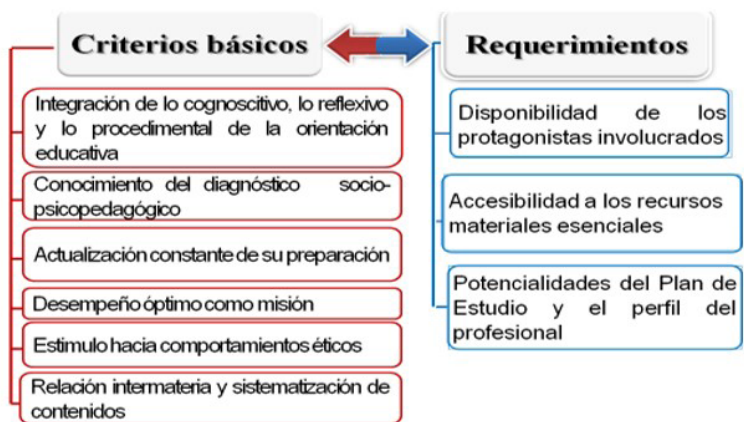 Criterios básicos
Integración de lo cognoscitivo, lo reflexivo
y lo procedimental de la orientación
educativa
Conocimiento del diagnóstico socio-
psicopedagógico
Actualización constante de su preparación
Desempeño óptimo como misión
Estimulo hacia comportamientos éticos
Relación intermateria y sistematización de
contenidos
Requerimientos
Disponibilidad de los
protagonistas involucrados
Accesibilidad a los recursos
materiales esenciales
Potencialidades del Plan de
Estudio y el perfil del
profesional